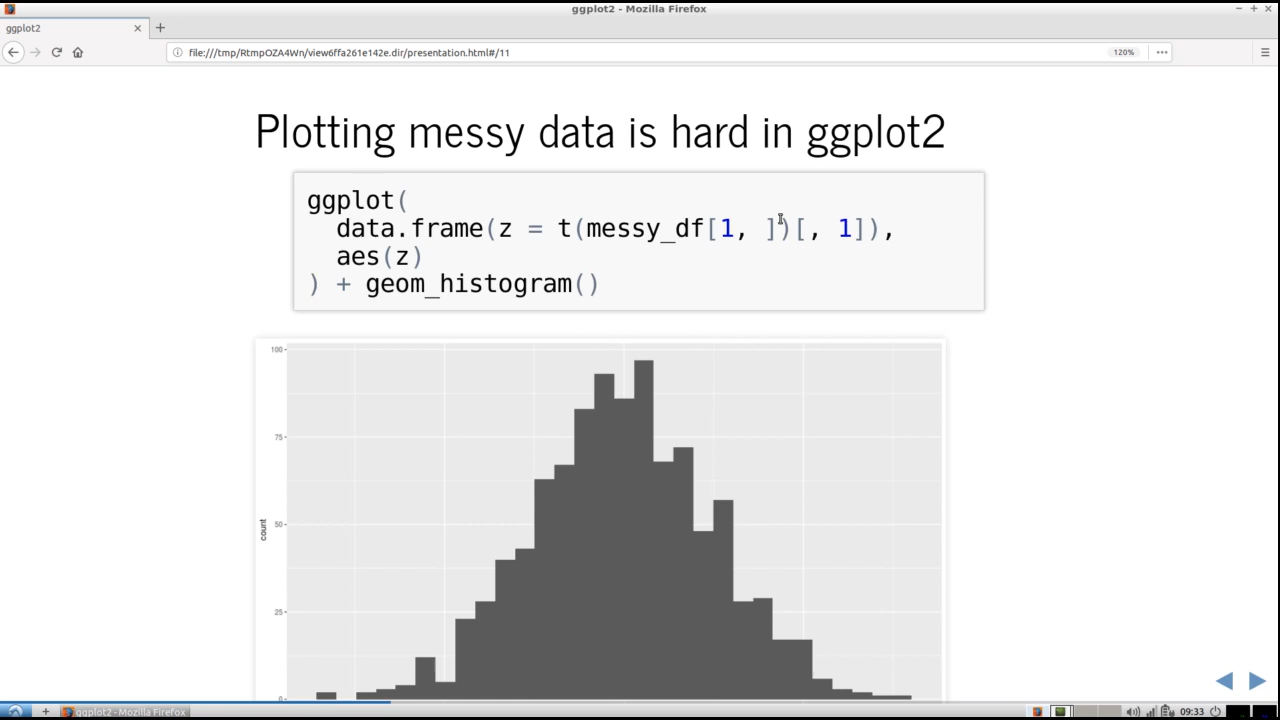 ggplot2 - Mozilla Firefox
ggplot2
file:///tmp/RtmpOZA4Wn/view6ffa261e142e.dir/presentation.html#/11
120%
Plotting messy data is hard in ggplot2
ggplot(
data.frame(z = t(messy_df[1, ])[, 1]),
aes(z)
) + geom_histogram()
100
75
50
25
0
count
ggplot2 - Mozilla Firefox
09:33